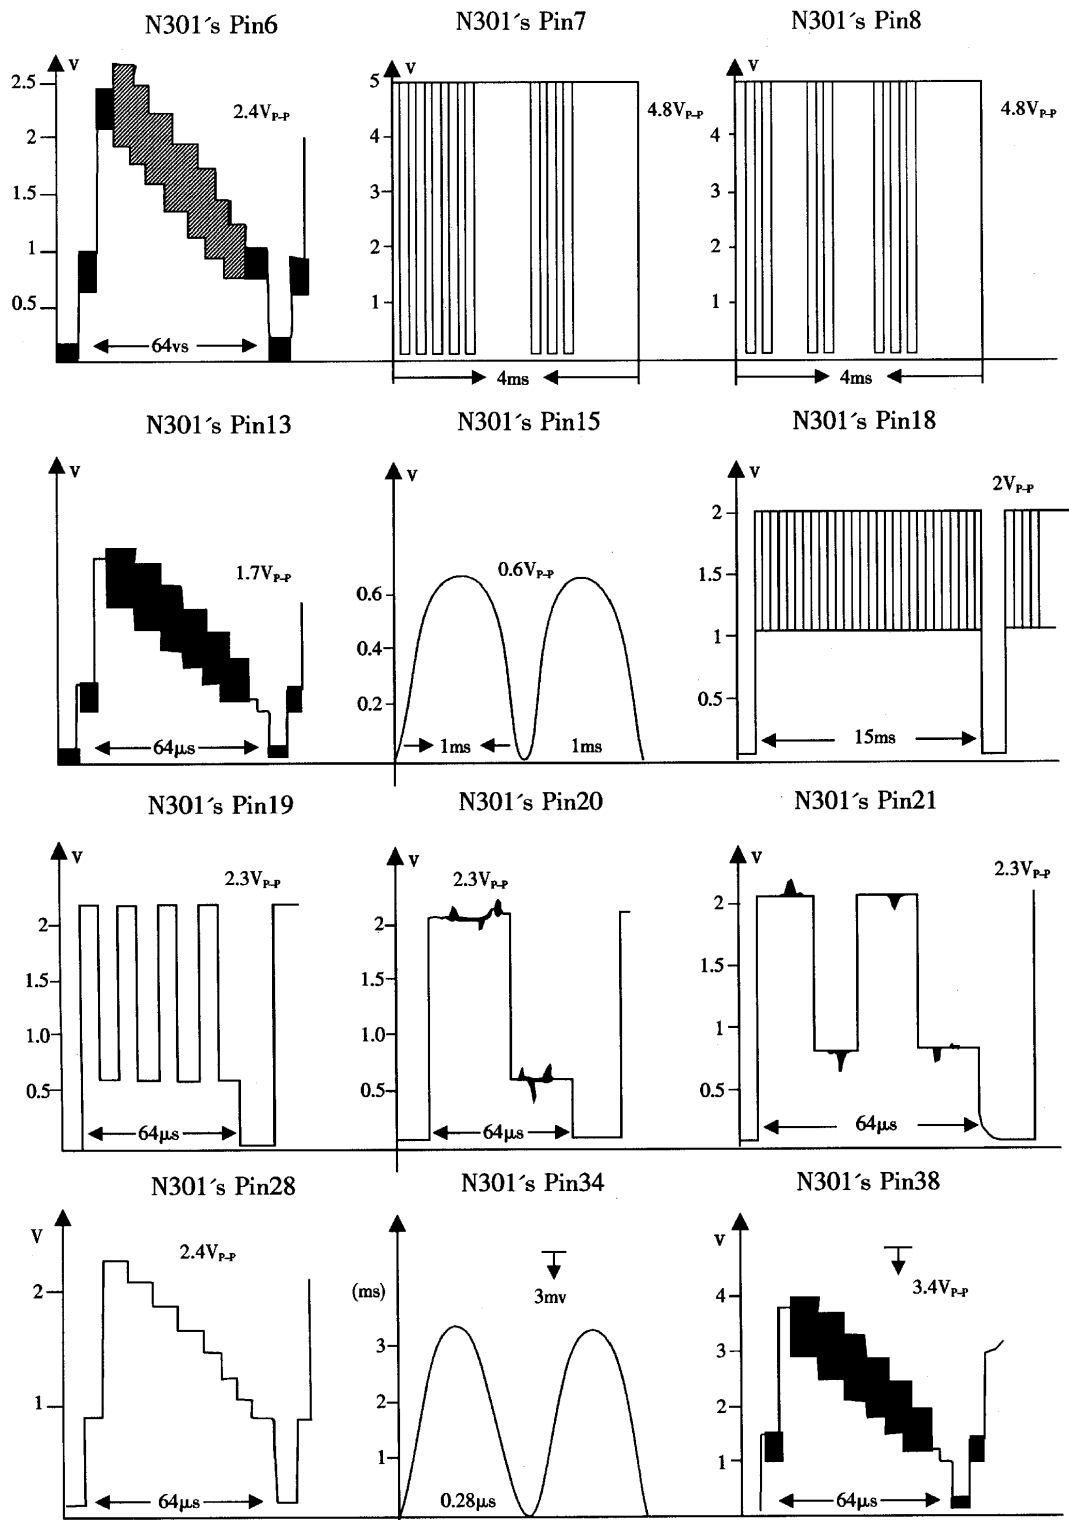 N301´s Pin6
N301´s Pin7
N301´s Pin8
V
2.5
2
1.5
1
0.5
2.4VP-P
64vs
V
5
4
3
2
1
4.8VP-P
4ms
V
4
3
2
1
4.8VP-P
4ms
N301´s Pin13
N301´s Pin15
N301´s Pin18
V
1.7VP-P
64μs
V
0.6
0.4
0.2
0.6VP-P
1ms
1ms
V
2
1.5
1
0.5
2VP-P
15ms
N301´s Pin19
N301´s Pin20
N301´s Pin21
V
2
1.5
1.0
0.5
2.3VP-P
64μs
V
2
1.5
1.0
0.5
2.3VP-P
64μs
V
2
1.5
1
0.5
2.3VP-P
64μs
N301´s Pin28
N301´s Pin34
N301´s Pin38
V
2
1
2.4VP-P
64μs
(ms)
3
2
1
3mv
0.28μs
V
4
3
2
1
3.4VP-P
64μs